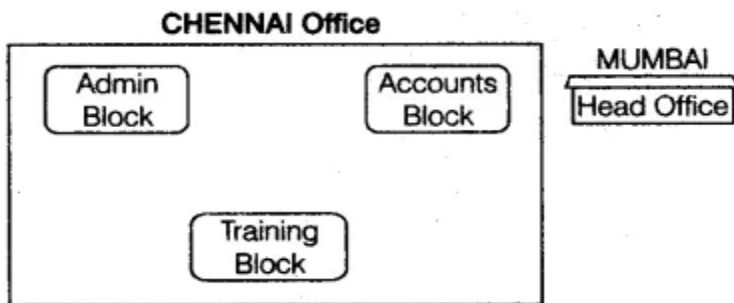 CHENNAI Office
Admin
Block
Accounts
Block
MUMBAI
Head Office
Training
Block